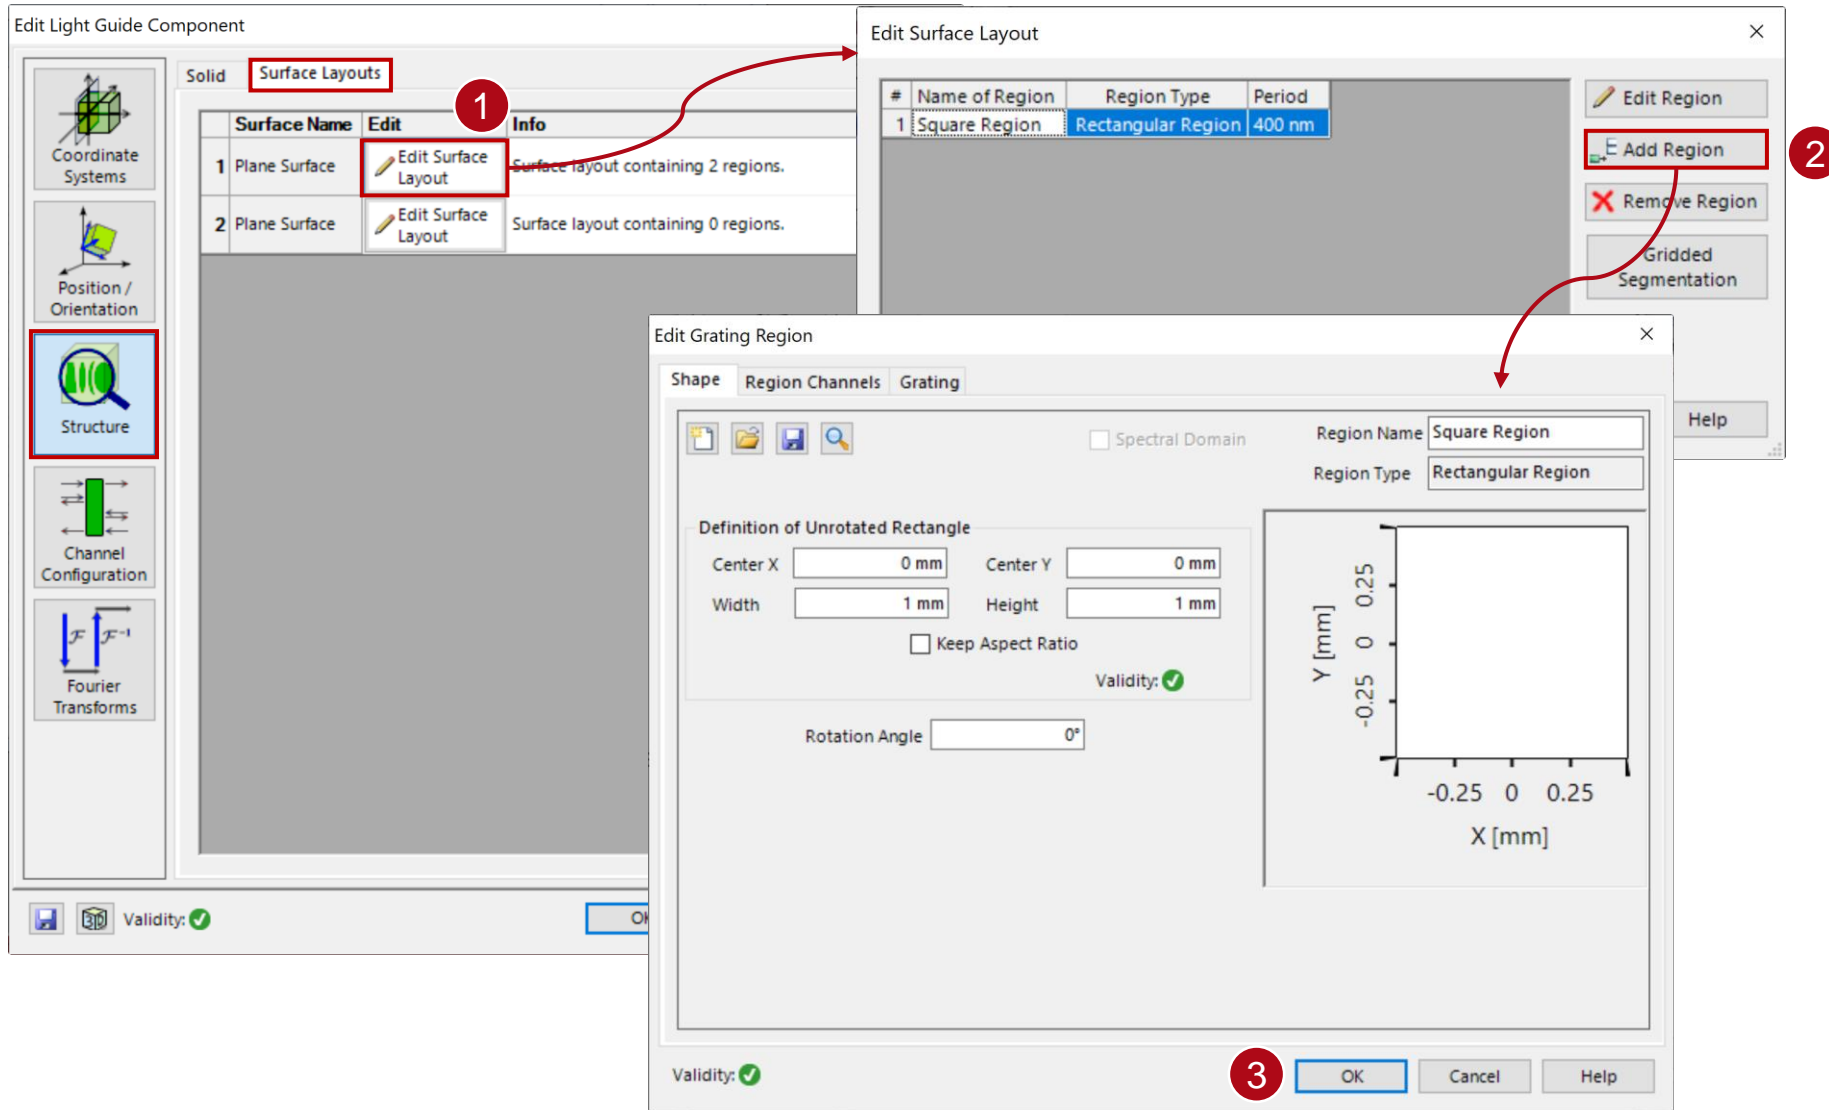 Edit Light Guide Component
Coordinate
Systems
Position /
Orientation
Structure
Channel
Configuration
Fourier
Transforms
Solid
Surface Layouts
1
Surface Name Edit Info
1 Plane Surface Edit Surface Layout Surface layout containing 2 regions.
2 Plane Surface Edit Surface Layout Surface layout containing 0 regions.
3D
Validity:
Edit Surface Layout
# Name of Region Region Type Period
1 Square Region Rectangular Region 400 nm
Edit Region
Add Region
2
Remove Region
Gridded
Segmentation
Help
Edit Grating Region
Shape Region Channels Grating
Spectral Domain
Region Name Square Region
Region Type Rectangular Region
Definition of Unrotated Rectangle
Center X 0 mm Center Y 0 mm
Width 1 mm Height 1 mm
Keep Aspect Ratio
Validity:
Rotation Angle 0°
Y [mm]
0.25
0
-0.25
-0.25 0 0.25
X [mm]
Validity:
3
OK Cancel Help